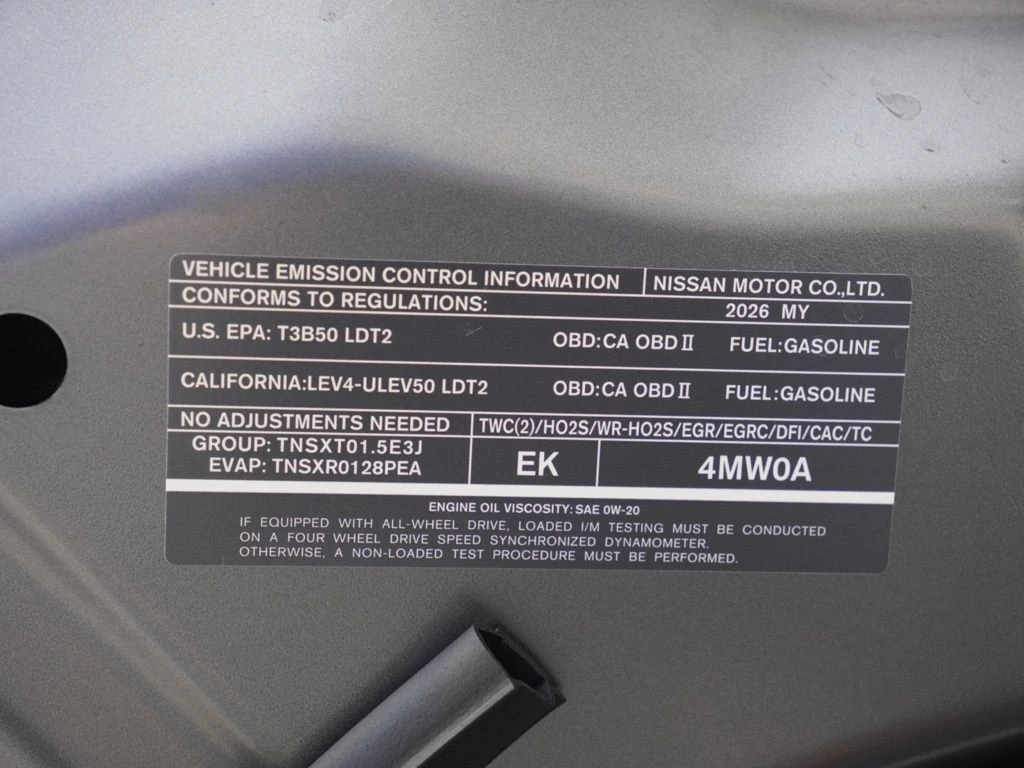 VEHICLE EMISSION CONTROL INFORMATION NISSAN MOTOR CO.,LTD.
CONFORMS TO REGULATIONS: 2026 MY
U.S. EPA: T3B50 LDT2 OBD:CA OBD II FUEL:GASOLINE
CALIFORNIA:LEV4-ULEV50 LDT2 OBD:CA OBD II FUEL:GASOLINE
NO ADJUSTMENTS NEEDED TWC(2)/HO2S/WR-HO2S/EGR/EGRC/DFI/CAC/TC
GROUP: TNSXT01.5E3J
EVAP: TNSXR0128PEA
EK 4MW0A
ENGINE OIL VISCOSITY: SAE 0W-20
IF EQUIPPED WITH ALL-WHEEL DRIVE, LOADED I/M TESTING MUST BE CONDUCTED
ON A FOUR WHEEL DRIVE SPEED SYNCHRONIZED DYNAMOMETER.
OTHERWISE, A NON-LOADED TEST PROCEDURE MUST BE PERFORMED.